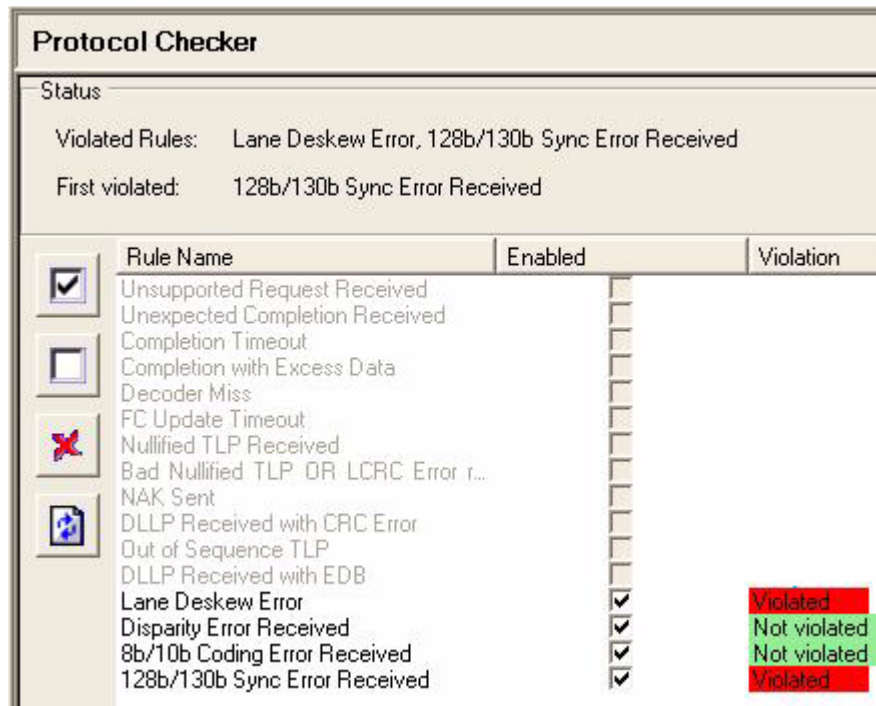 Protocol Checker
Status
Violated Rules: Lane Deskew Error, 128b/130b Sync Error Received
First violated: 128b/130b Sync Error Received
Rule Name Enabled Violation
Unsupported Request Received
Unexpected Completion Received
Completion Timeout
Completion with Excess Data
Decoder Miss
FC Update Timeout
Nullified TLP Received
Bad Nullified TLP OR LCRC Error r...
NAK Sent
DLLP Received with CRC Error
Out of Sequence TLP
DLLP Received with EDB
Lane Deskew Error Violated
Disparity Error Received Not violated
8b/10b Coding Error Received Not violated
128b/130b Sync Error Received Violated